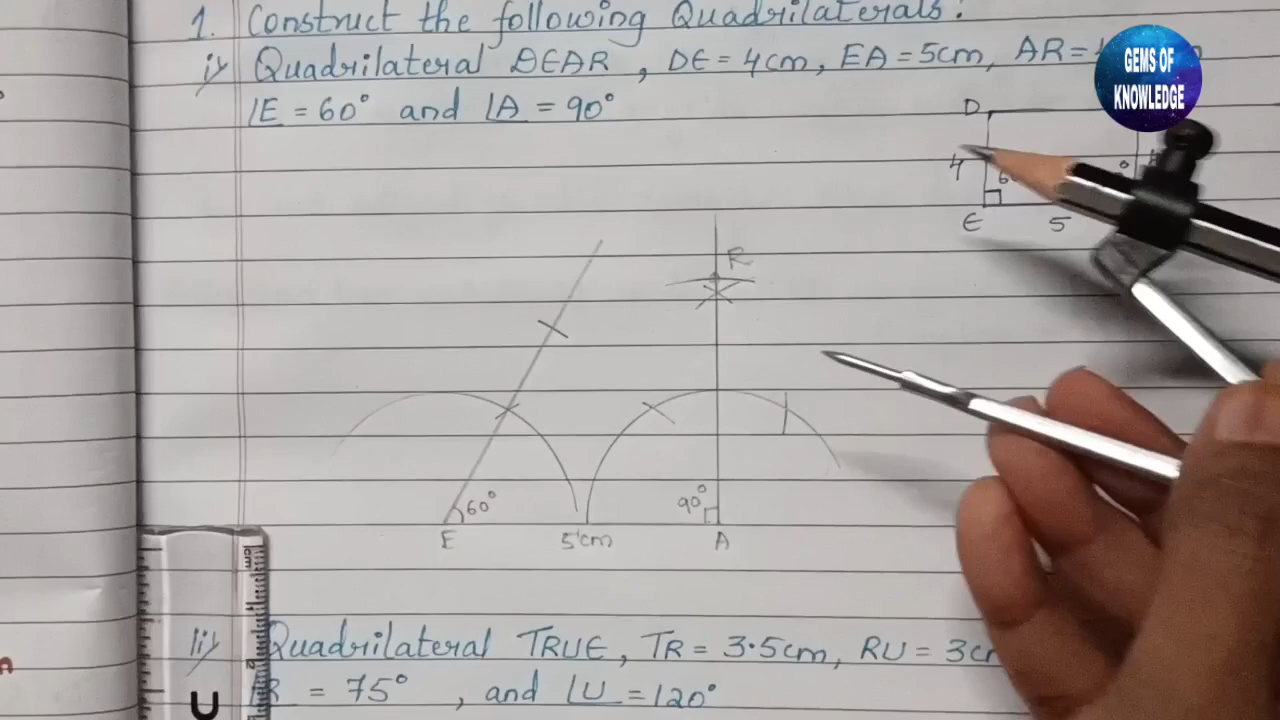 1. Construct the following Quadrilaterals:
i) Quadrilateral DEAR, DE = 4cm, EA = 5cm, AR =
∠E = 60° and ∠A = 90°
GEMS OF
KNOWLEDGE
D
4
E 5
R
60°
90°
E 5cm A
ii) Quadrilateral TRUE, TR = 3.5cm, RU = 3c
∠R = 75°, and ∠U = 120°
cm
U